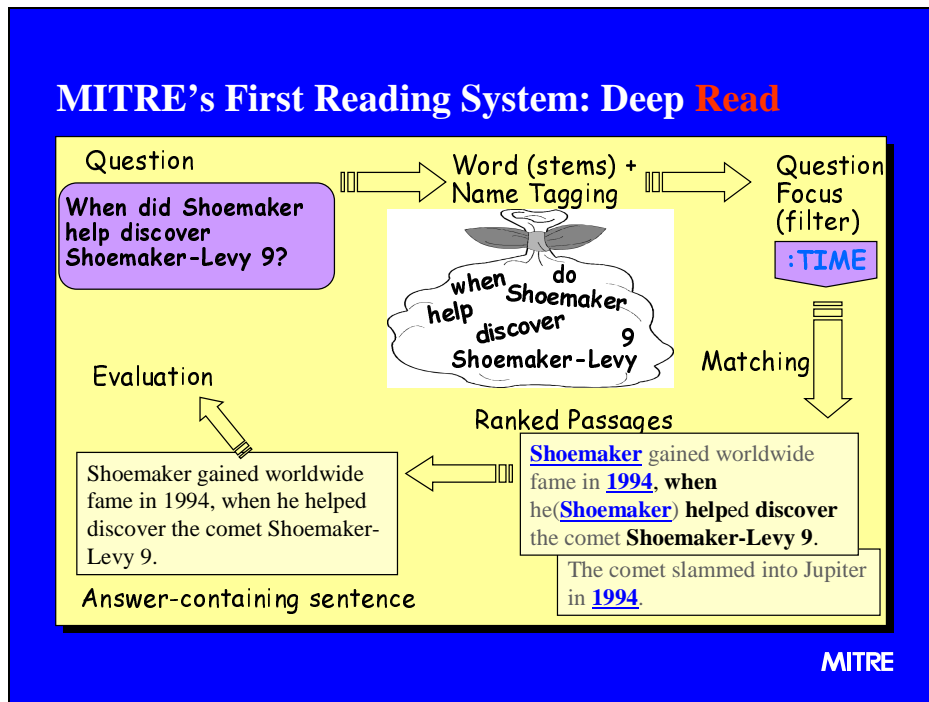 MITRE's First Reading System: Deep Read
Question
When did Shoemaker
help discover
Shoemaker-Levy 9?
Word (stems) +
Name Tagging
when do
help Shoemaker
discover 9
Shoemaker-Levy
Question
Focus
(filter)
:TIME
Matching
Ranked Passages
Shoemaker gained worldwide
fame in 1994, when
he(Shoemaker) helped discover
the comet Shoemaker-Levy 9.
The comet slammed into Jupiter
in 1994.
Evaluation
Shoemaker gained worldwide
fame in 1994, when he helped
discover the comet Shoemaker-
Levy 9.
Answer-containing sentence
MITRE